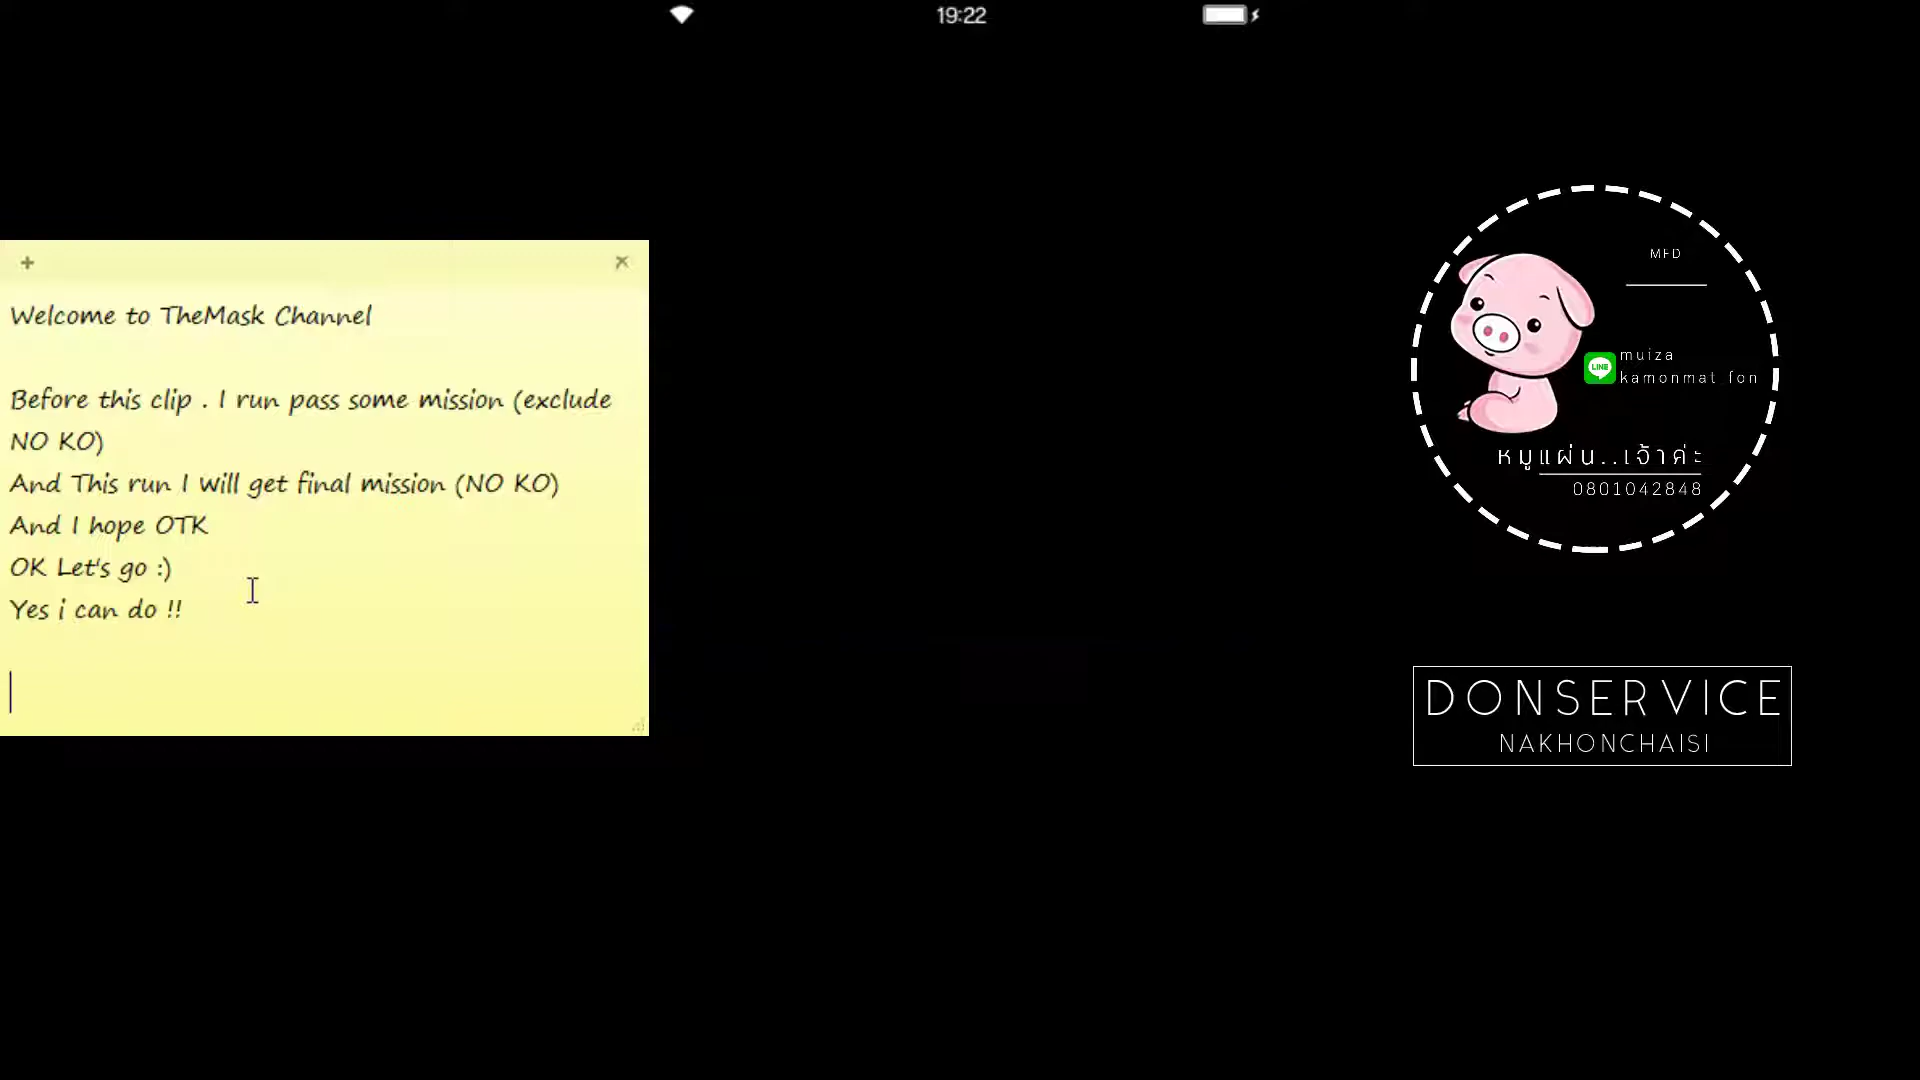 19:22
Welcome to TheMask Channel
Before this clip . I run pass some mission (exclude
NO KO)
And This run I will get final mission (NO KO)
And I hope OTK
OK Let's go :)
Yes i can do !!
MFD
LINE
muiza
kamonmat fon
หมูแผ่น..เจ้าค่ะ
0801042848
DONSERVICE
NAKHONCHAISI